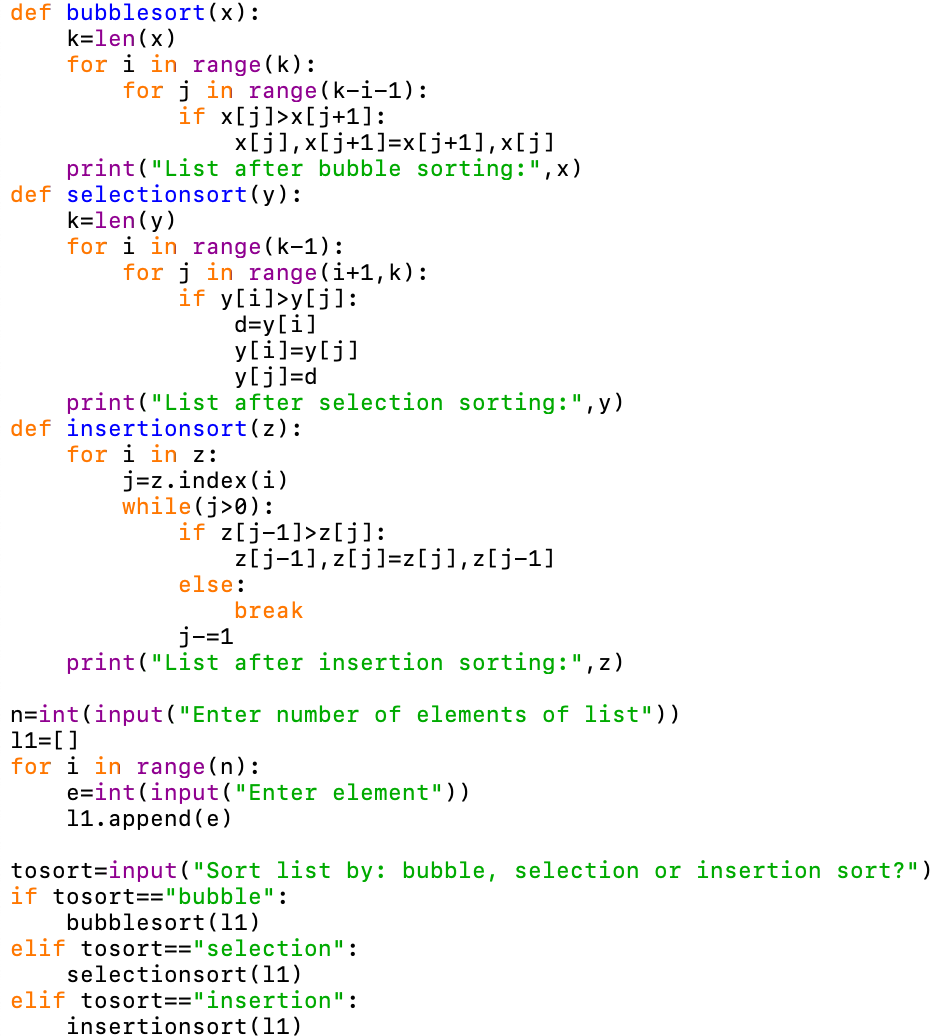 def bubblesort(x):
    k=len(x)
    for i in range(k):
        for j in range(k-i-1):
            if x[j]>x[j+1]:
                x[j],x[j+1]=x[j+1],x[j]
    print("List after bubble sorting:",x)
def selectionsort(y):
    k=len(y)
    for i in range(k-1):
        for j in range(i+1,k):
            if y[i]>y[j]:
                d=y[i]
                y[i]=y[j]
                y[j]=d
    print("List after selection sorting:",y)
def insertionsort(z):
    for i in z:
        j=z.index(i)
        while(j>0):
            if z[j-1]>z[j]:
                z[j-1],z[j]=z[j],z[j-1]
            else:
                break
            j-=1
    print("List after insertion sorting:",z)

n=int(input("Enter number of elements of list"))
l1=[]
for i in range(n):
    e=int(input("Enter element"))
    l1.append(e)

tosort=input("Sort list by: bubble, selection or insertion sort?")
if tosort=="bubble":
    bubblesort(l1)
elif tosort=="selection":
    selectionsort(l1)
elif tosort=="insertion":
    insertionsort(l1)